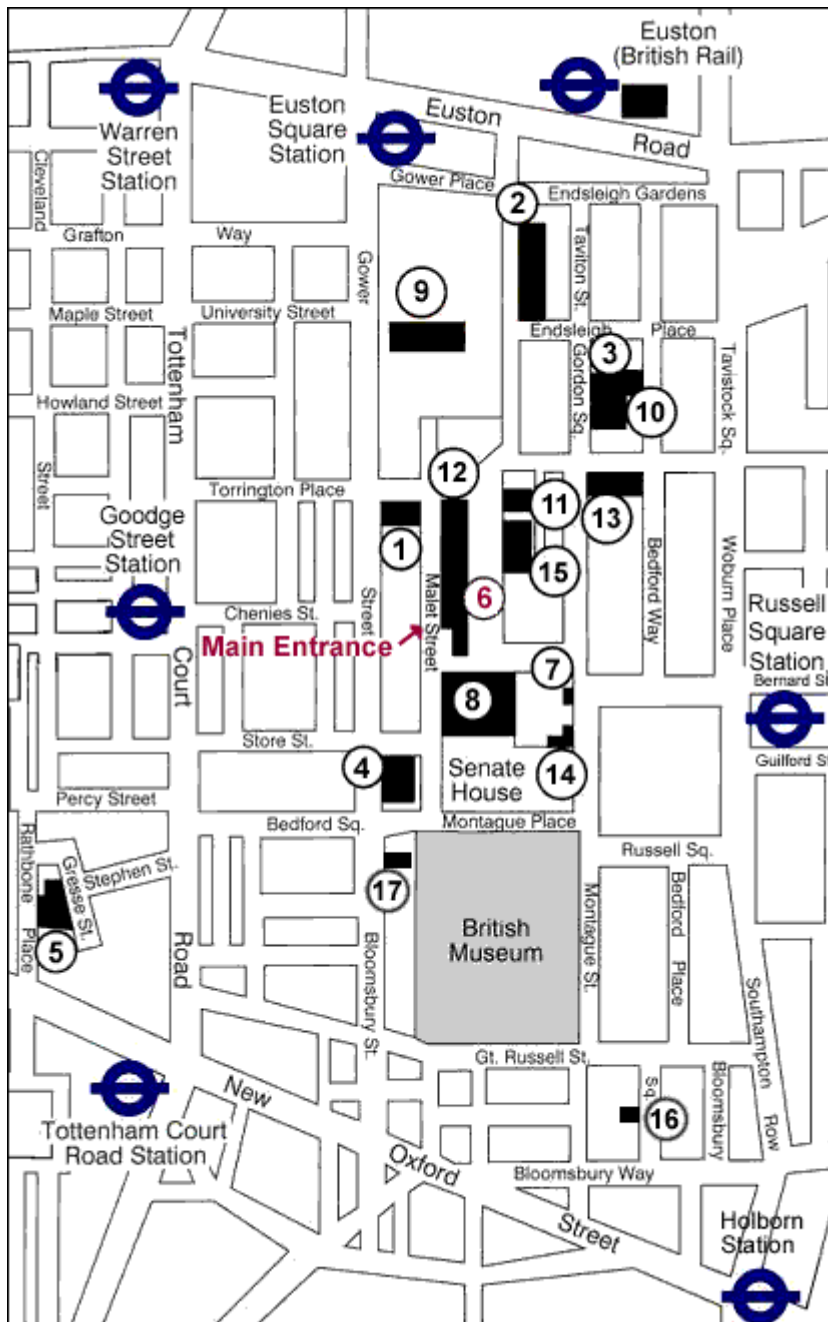 Euston
(British Rail)
Euston
Road
Warren
Street
Station
Euston
Square
Station
Gower Place
Cleveland
Endsleigh Gardens
2
Grafton
Way
Taviton St.
Gower
9
Maple Street
University Street
Endsleigh
Place
Tottenham
3
Gordon Sq.
Tavistock Sq.
Howland Street
10
12
Street
Torrington Place
Goodge
Street
Station
11
13
1
15
Bedford Way
Woburn Place
Malet Street
6
Street
Chenies St.
Russell
Square
Station
Main Entrance
Bernard St
7
Court
8
Store St.
4
Senate
House
14
Guilford St
Percy Street
Bedford Sq.
Montague Place
Russell Sq.
Rathbone
Place
Gresse St.
Stephen St.
17
5
British
Museum
Montague St.
Bedford
Place
Road
Bloomsbury St.
Southampton
Row
Gt. Russell St.
New
Sq.
Bloomsbury
16
Tottenham Court
Road Station
Oxford
Bloomsbury Way
Street
Holborn
Station